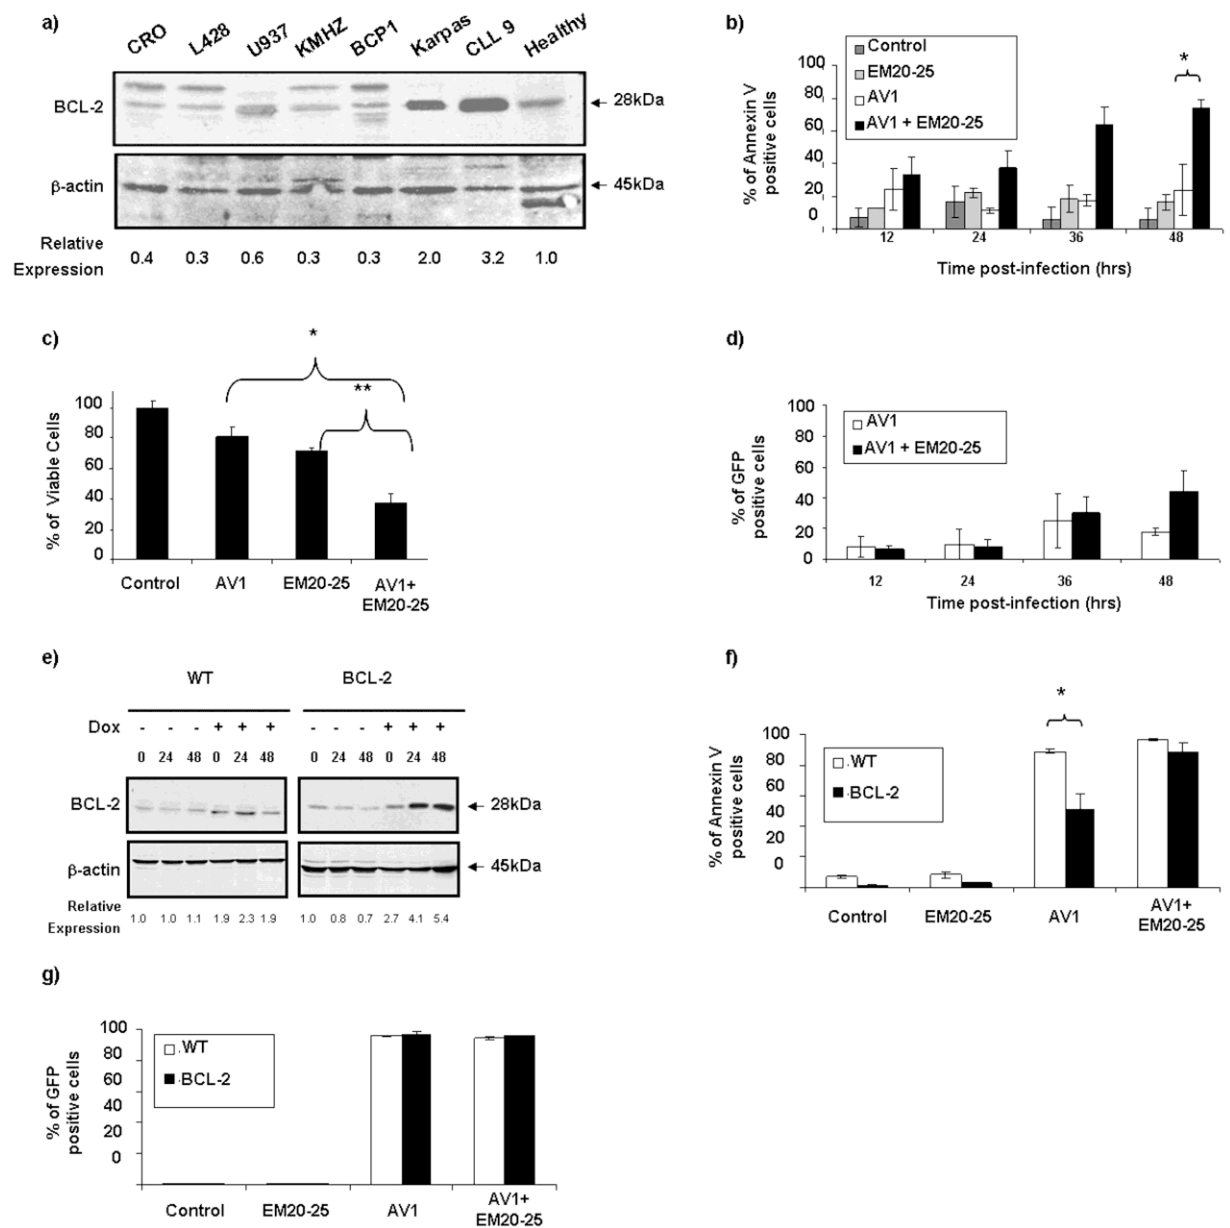 a)
CRO L428 U937 KMHZ BCP1 Karpas CLL 9 Healthy
BCL-2
28kDa
β-actin
45kDa
Relative
Expression
0.4 0.3 0.6 0.3 0.3 2.0 3.2 1.0
b)
Control
EM20-25
AV1
AV1 + EM20-25
*
% of Annexin V
positive cells
100
80
60
40
20
0
12 24 36 48
Time post-infection (hrs)
c)
*
**
% of Viable Cells
100
80
60
40
20
0
Control AV1 EM20-25 AV1+
EM20-25
d)
AV1
AV1 + EM20-25
% of GFP
positive cells
100
80
60
40
20
0
12 24 36 48
Time post-infection (hrs)
e)
WT BCL-2
Dox - - - + + + - - - + + +
0 24 48 0 24 48 0 24 48 0 24 48
BCL-2
28kDa
β-actin
45kDa
Relative
Expression
1.0 1.0 1.1 1.9 2.3 1.9 1.0 0.8 0.7 2.7 4.1 5.4
f)
*
WT
BCL-2
% of Annexin V
positive cells
100
80
60
40
20
0
Control EM20-25 AV1 AV1+
EM20-25
g)
WT
BCL-2
% of GFP
positive cells
100
80
60
40
20
0
Control EM20-25 AV1 AV1+
EM20-25